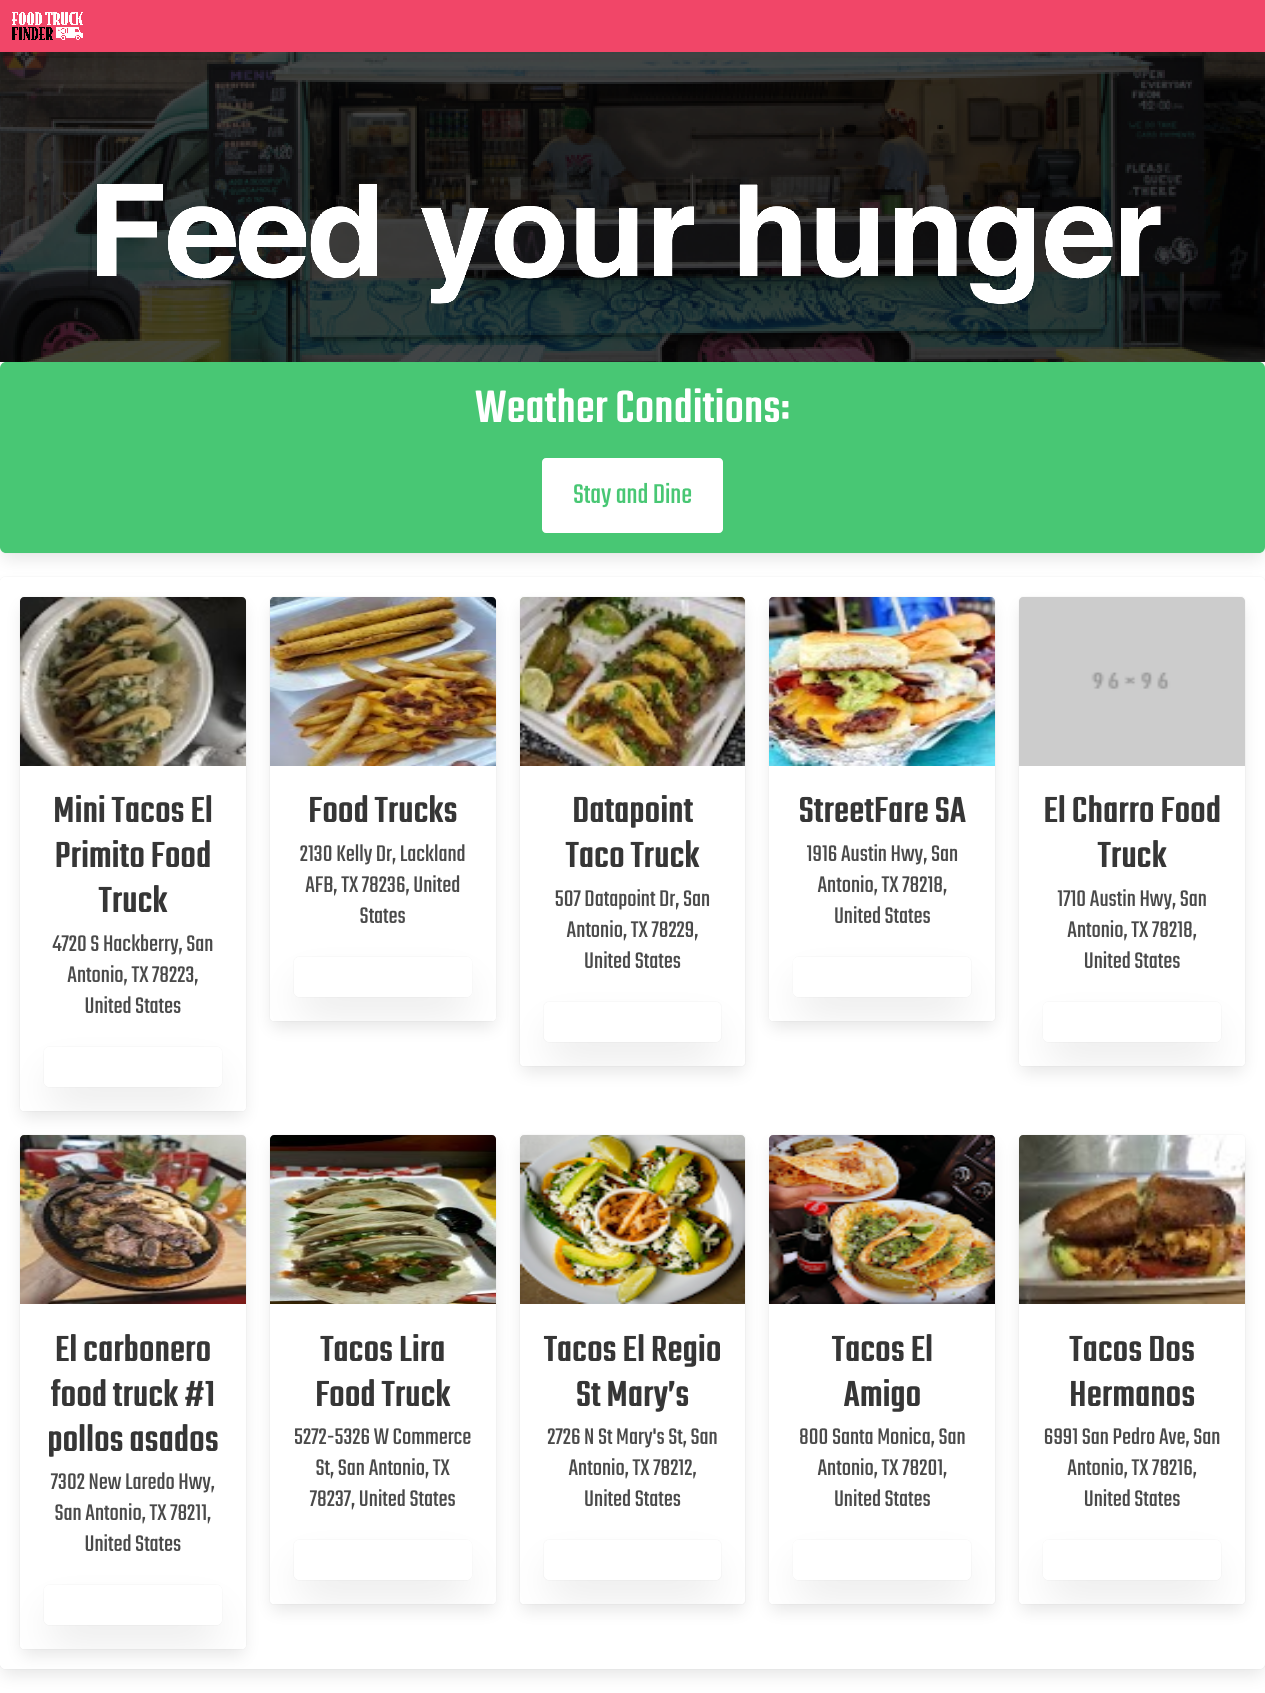 FOOD TRUCK
FINDER
MENU
OPEN
EVERYDAY
FROM
PLEASE
QUEUE
THERE
Feed your hunger
Weather Conditions:
Stay and Dine
96×96
Mini Tacos El
Primito Food
Truck
4720 S Hackberry, San
Antonio, TX 78223,
United States
Food Trucks
2130 Kelly Dr, Lackland
AFB, TX 78236, United
States
Datapoint
Taco Truck
507 Datapoint Dr, San
Antonio, TX 78229,
United States
StreetFare SA
1916 Austin Hwy, San
Antonio, TX 78218,
United States
El Charro Food
Truck
1710 Austin Hwy, San
Antonio, TX 78218,
United States
El carbonero
food truck #1
pollos asados
7302 New Laredo Hwy,
San Antonio, TX 78211,
United States
Tacos Lira
Food Truck
5272-5326 W Commerce
St, San Antonio, TX
78237, United States
Tacos El Regio
St Mary’s
2726 N St Mary's St, San
Antonio, TX 78212,
United States
Tacos El
Amigo
800 Santa Monica, San
Antonio, TX 78201,
United States
Tacos Dos
Hermanos
6991 San Pedro Ave, San
Antonio, TX 78216,
United States